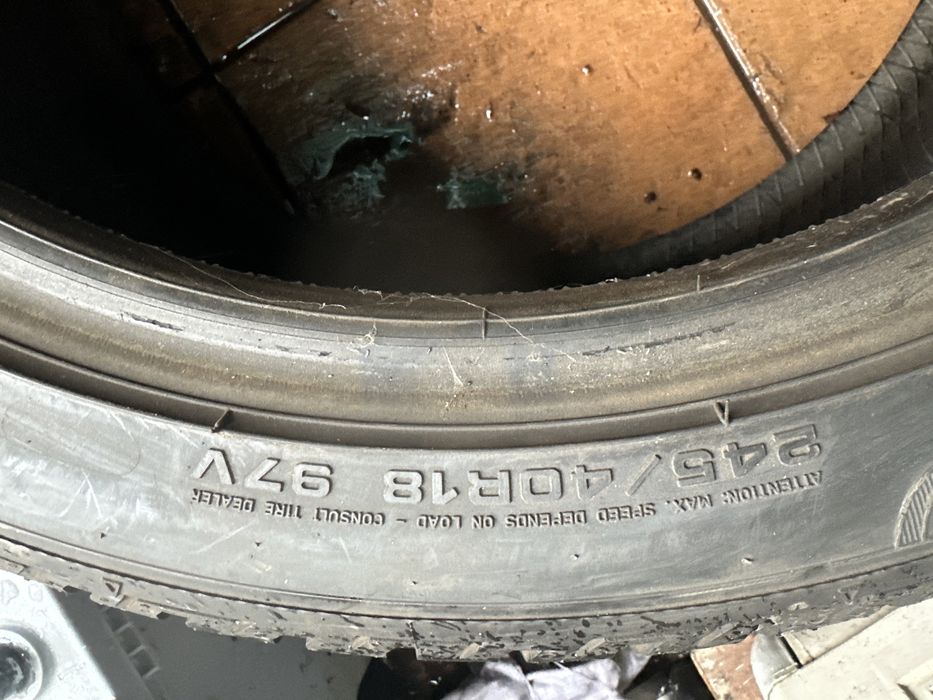 245/40R18 97V
ATTENTION: MAX. SPEED DEPENDS ON LOAD - CONSULT TIRE DEALER